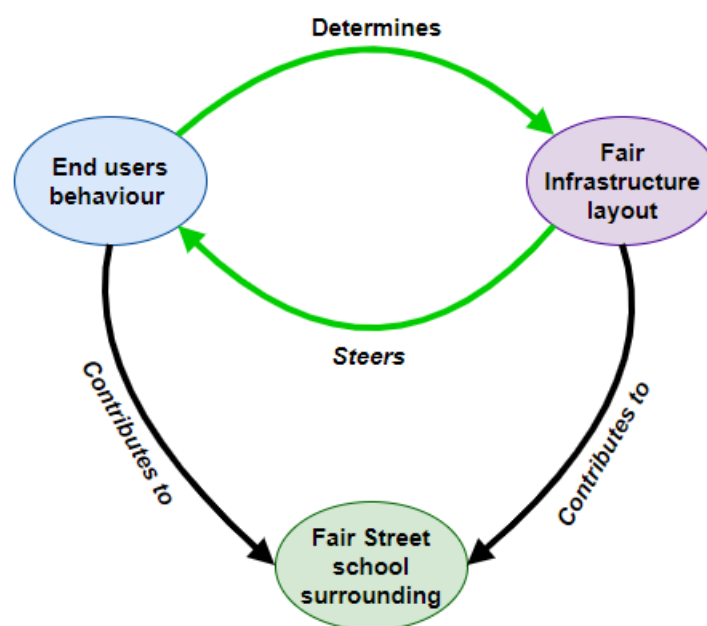 Determines
End users
behaviour
Fair
Infrastructure
layout
Steers
Contributes to
Contributes to
Fair Street
school
surrounding